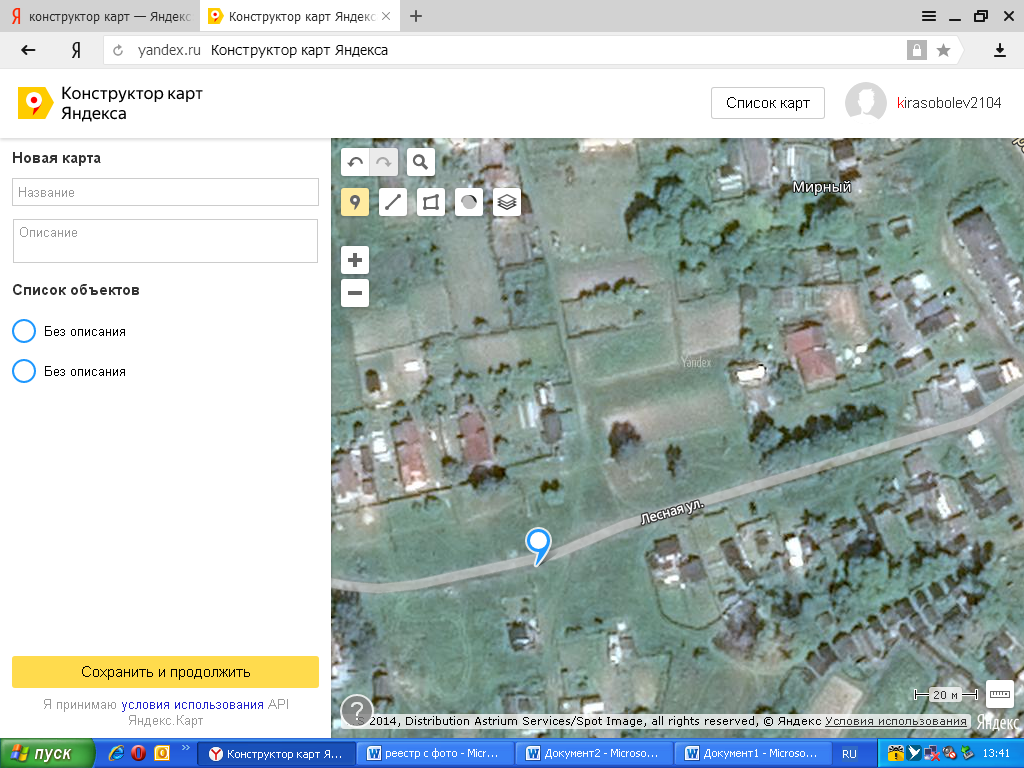 конструктор карт — Яндекс
Конструктор карт Яндекс
yandex.ru Конструктор карт Яндекса
Конструктор карт
Яндекса
Список карт
kirasobolev2104
Новая карта
Название
Описание
Список объектов
Без описания
Без описания
Сохранить и продолжить
Я принимаю условия использования API
Яндекс.Карт
Мирный
Yandex
Лесная ул.
20 м
?
2014, Distribution Astrium Services/Spot Image, all rights reserved, © Яндекс Условия использования
Яндекс
пуск
Конструктор карт Я...
реестр с фото - Micr...
Документ2 - Microso...
Документ1 - Microso...
RU
13:41